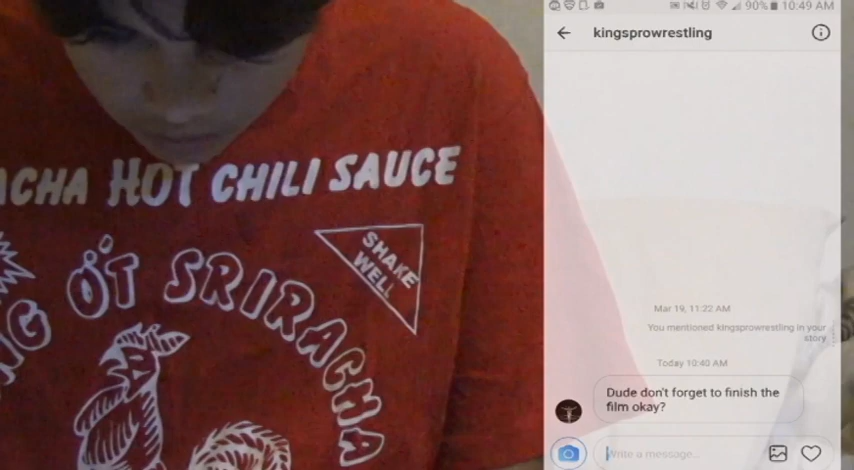 ACHA HOT CHILI SAUCE
SHAKE
WELL
NG ỚT SRIRACHA
90% 10:49 AM
kingsprowrestling
Mar 19, 11:22 AM
You mentioned kingsprowrestling in your
story
Today 10:40 AM
Dude don't forget to finish the
film okay?
Write a message...